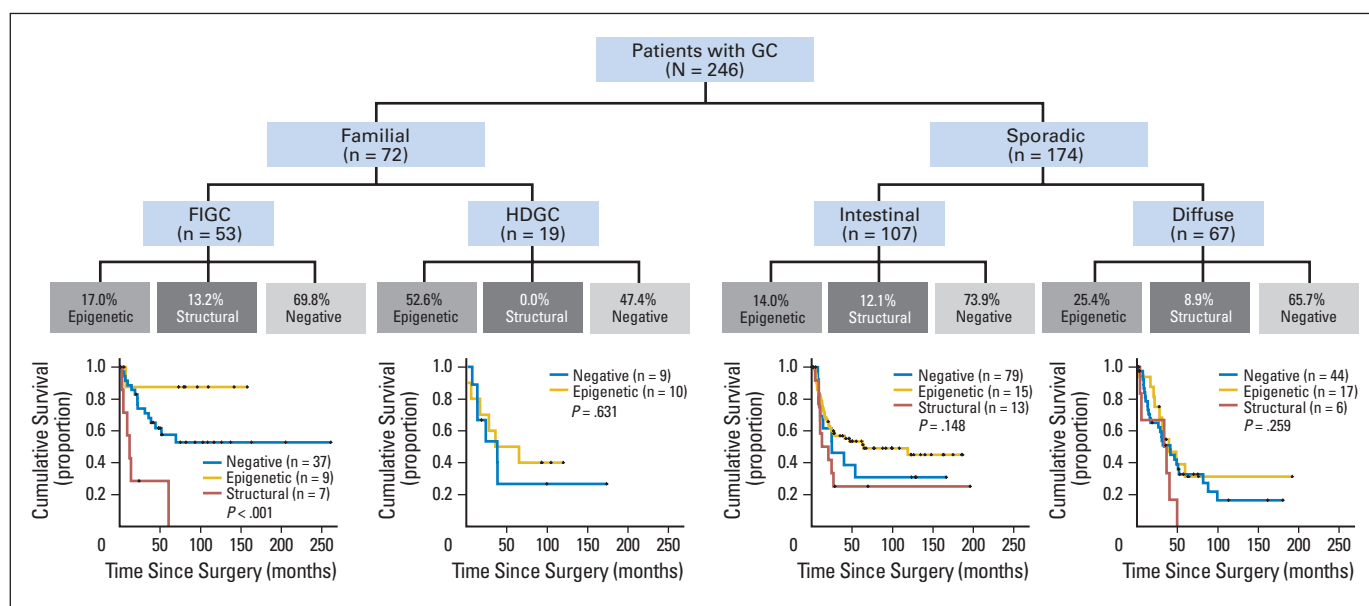 Patients with GC
(N = 246)
Familial
(n = 72)
Sporadic
(n = 174)
FIGC
(n = 53)
HDGC
(n = 19)
Intestinal
(n = 107)
Diffuse
(n = 67)
17.0%
Epigenetic
13.2%
Structural
69.8%
Negative
52.6%
Epigenetic
0.0%
Structural
47.4%
Negative
14.0%
Epigenetic
12.1%
Structural
73.9%
Negative
25.4%
Epigenetic
8.9%
Structural
65.7%
Negative
Cumulative Survival
(proportion)
1.0
0.8
0.6
0.4
0.2
Negative (n = 37)
Epigenetic (n = 9)
Structural (n = 7)
P < .001
0 50 100 150 200 250
Time Since Surgery (months)
Cumulative Survival
(proportion)
1.0
0.8
0.6
0.4
0.2
Negative (n = 9)
Epigenetic (n = 10)
P = .631
0 50 100 150 200 250
Time Since Surgery (months)
Cumulative Survival
(proportion)
1.0
0.8
0.6
0.4
0.2
Negative (n = 79)
Epigenetic (n = 15)
Structural (n = 13)
P = .148
0 50 100 150 200 250
Time Since Surgery (months)
Cumulative Survival
(proportion)
1.0
0.8
0.6
0.4
0.2
Negative (n = 44)
Epigenetic (n = 17)
Structural (n = 6)
P = .259
0 50 100 150 200 250
Time Since Surgery (months)